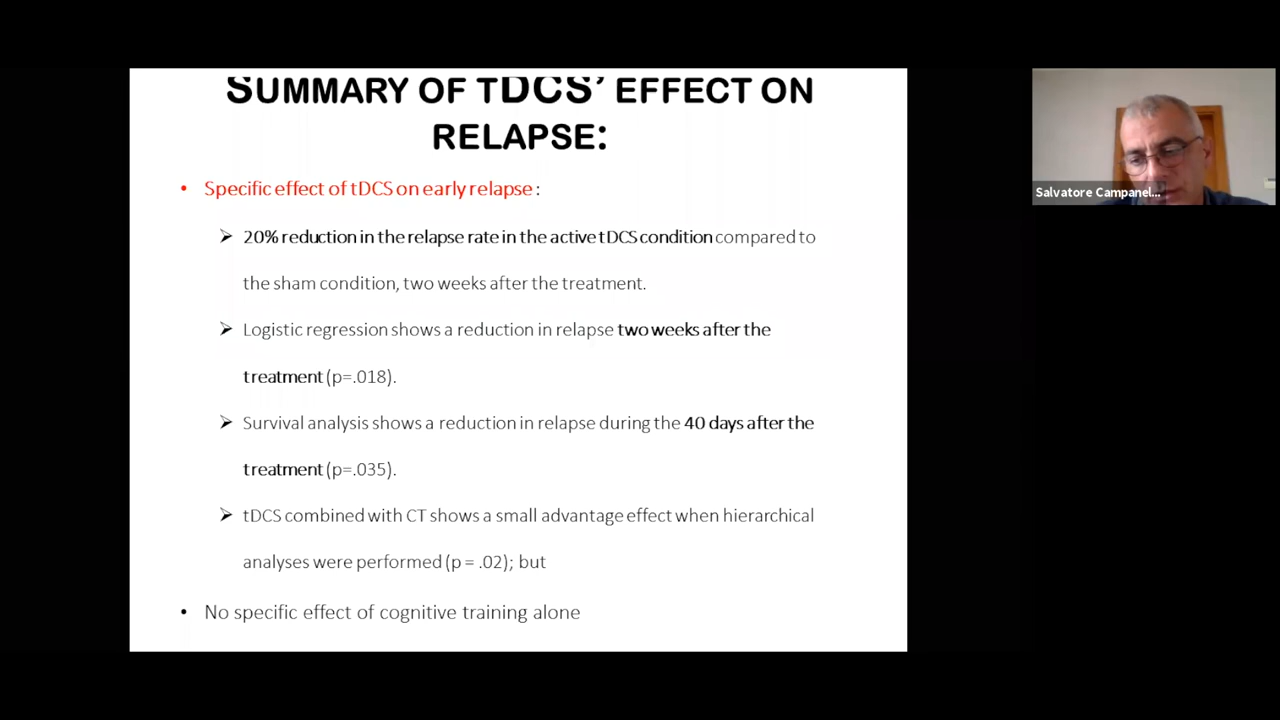 SUMMARY OF TDCS' EFFECT ON
RELAPSE:
• Specific effect of tDCS on early relapse :
➢ 20% reduction in the relapse rate in the active tDCS condition compared to
the sham condition, two weeks after the treatment.
➢ Logistic regression shows a reduction in relapse two weeks after the
treatment (p=.018).
➢ Survival analysis shows a reduction in relapse during the 40 days after the
treatment (p=.035).
➢ tDCS combined with CT shows a small advantage effect when hierarchical
analyses were performed (p = .02); but
• No specific effect of cognitive training alone
Salvatore Campanel...